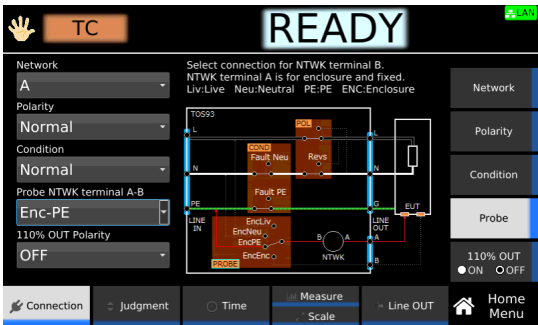 LAN
TC
READY
Network
A
Polarity
Normal
Condition
Normal
Probe NTWK terminal A-B
Enc-PE
110% OUT Polarity
OFF
Select connection for NTWK terminal B.
NTWK terminal A is for enclosure and fixed.
Liv:Live Neu:Neutral PE:PE ENC:Enclosure
TOS93
POL
L
L
COND
Fault Neu
Revs
N
N
Fault PE
PE
G
EUT
LINE
IN
EncLiv
EncNeu
EncPE
EncEnc
PROBE
B
A
NTWK
LINE
OUT
A
B
Network
Polarity
Condition
Probe
110% OUT
ON OFF
Connection
Judgment
Time
Measure
Scale
Line OUT
Home
Menu